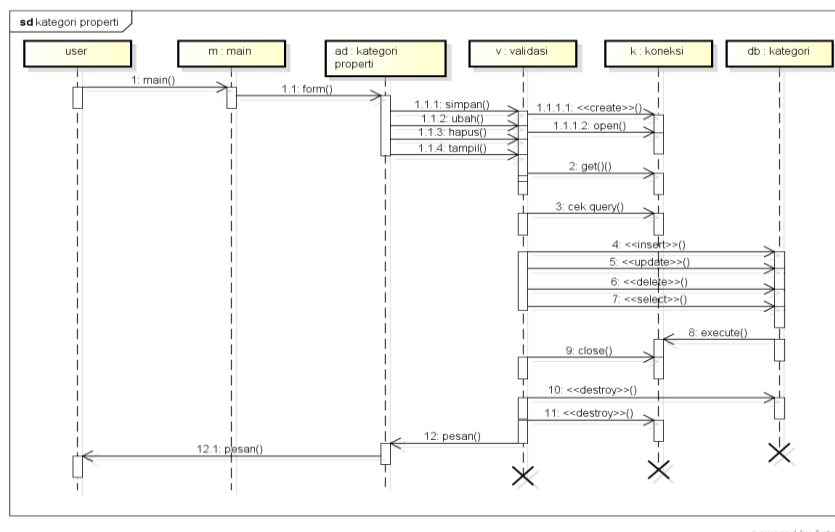 sd kategori properti
user
m : main
ad : kategori
properti
v : validasi
k : koneksi
db : kategori
1: main()
1.1: form()
1.1.1: simpan()
1.1.1.1: <<create>>()
1.1.2: ubah()
1.1.1.2: open()
1.1.3: hapus()
1.1.4: tampil()
2: get()()
3: cek query()
4: <<insert>>()
5: <<update>>()
6: <<delete>>()
7: <<select>>()
8: execute()
9: close()
10: <<destroy>>()
11: <<destroy>>()
12: pesan()
12.1: pesan()